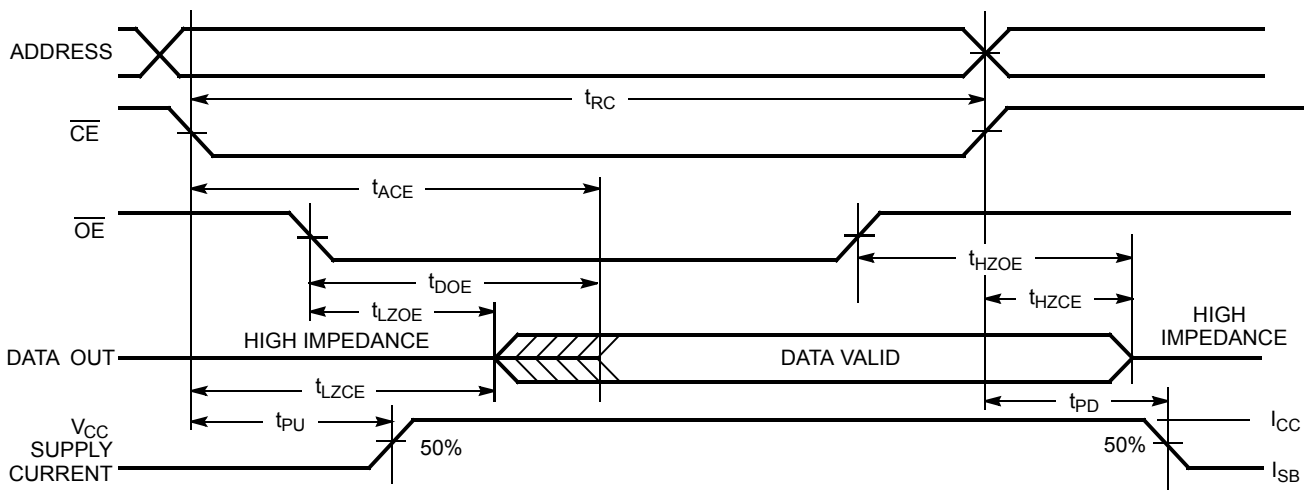 ADDRESS
tRC
CE
tACE
OE
tHZOE
tDOE
tHZCE
tLZOE
HIGH
IMPEDANCE
HIGH IMPEDANCE
DATA OUT
DATA VALID
tLZCE
tPD
tPU
VCC
SUPPLY
CURRENT
50%
50%
ICC
ISB